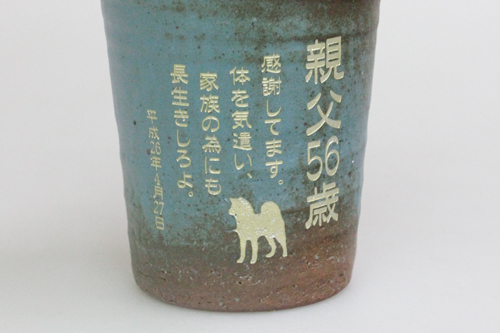 親父56歳
感謝してます。
体を気遣い、
家族の為にも
長生きしろよ。
平成26年4月27日